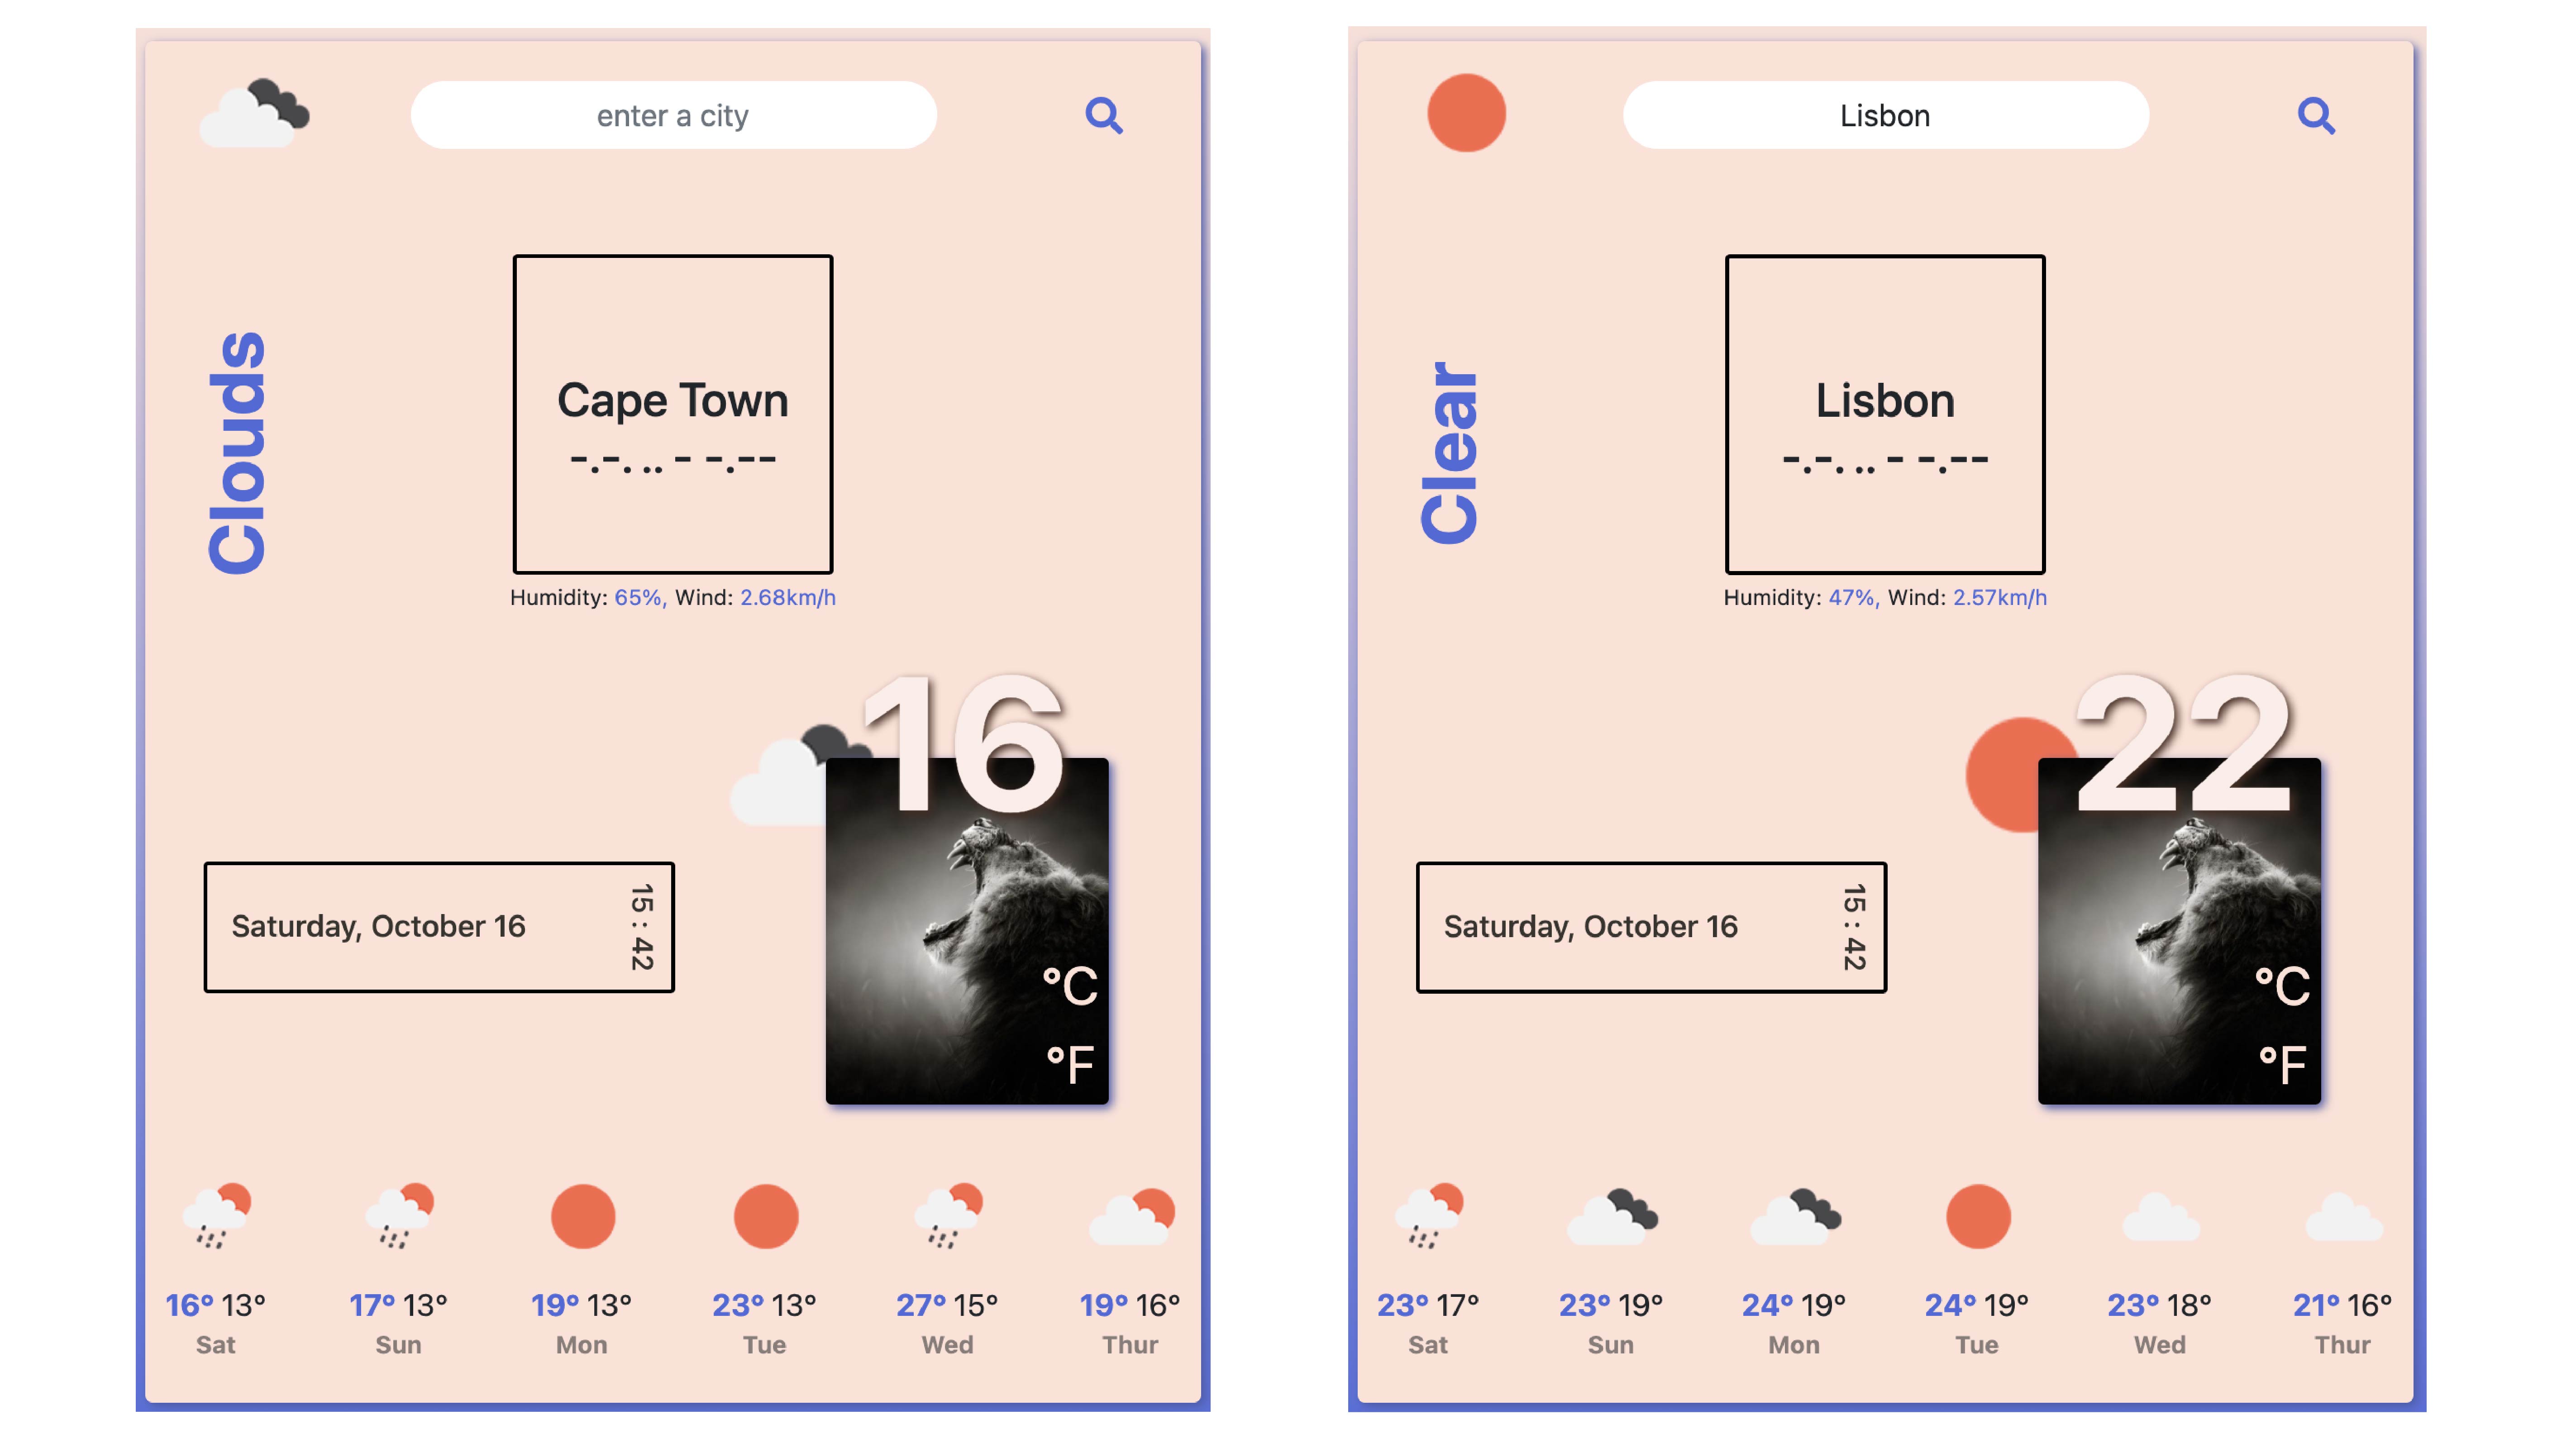 enter a city
Clouds
Cape Town
-.-. .. - -.--
Humidity: 65%, Wind: 2.68km/h
16
Saturday, October 16
15 : 42
°C
°F
16° 13°
Sat
17° 13°
Sun
19° 13°
Mon
23° 13°
Tue
27° 15°
Wed
19° 16°
Thur
Lisbon
Clear
Lisbon
-.-. .. - -.--
Humidity: 47%, Wind: 2.57km/h
22
Saturday, October 16
15 : 42
°C
°F
23° 17°
Sat
23° 19°
Sun
24° 19°
Mon
24° 19°
Tue
23° 18°
Wed
21° 16°
Thur